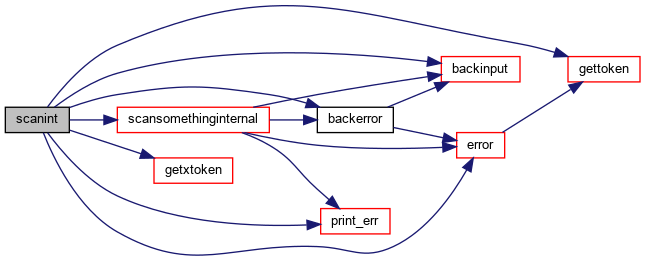 scanint
scansomethinginternal
getxtoken
backerror
print_err
backinput
error
gettoken